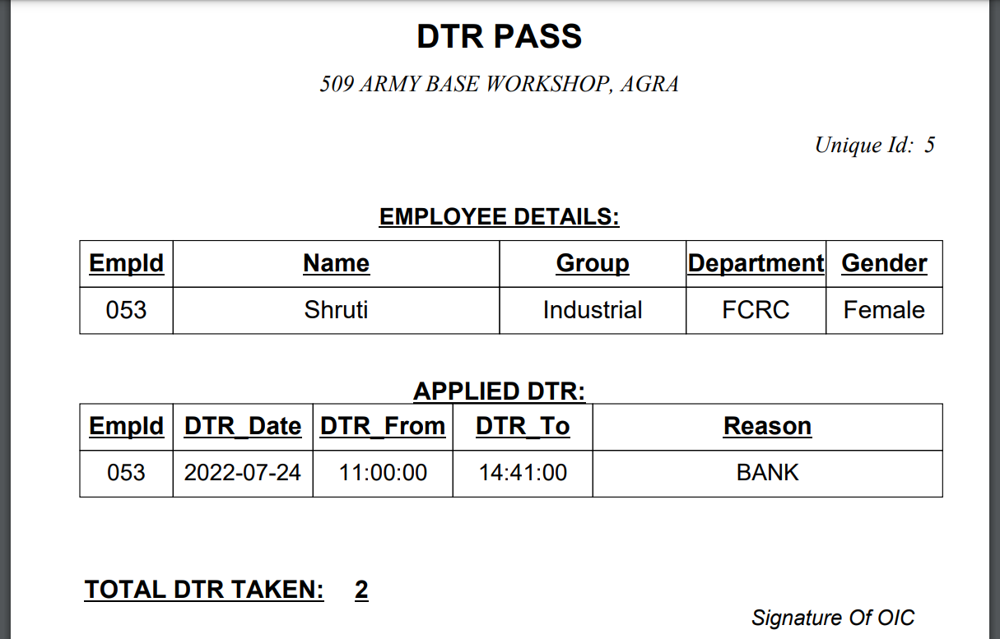 DTR PASS
509 ARMY BASE WORKSHOP, AGRA
Unique Id: 5
EMPLOYEE DETAILS:
EmpId Name Group Department Gender
053 Shruti Industrial FCRC Female
APPLIED DTR:
EmpId DTR_Date DTR_From DTR_To Reason
053 2022-07-24 11:00:00 14:41:00 BANK
TOTAL DTR TAKEN: 2
Signature Of OIC